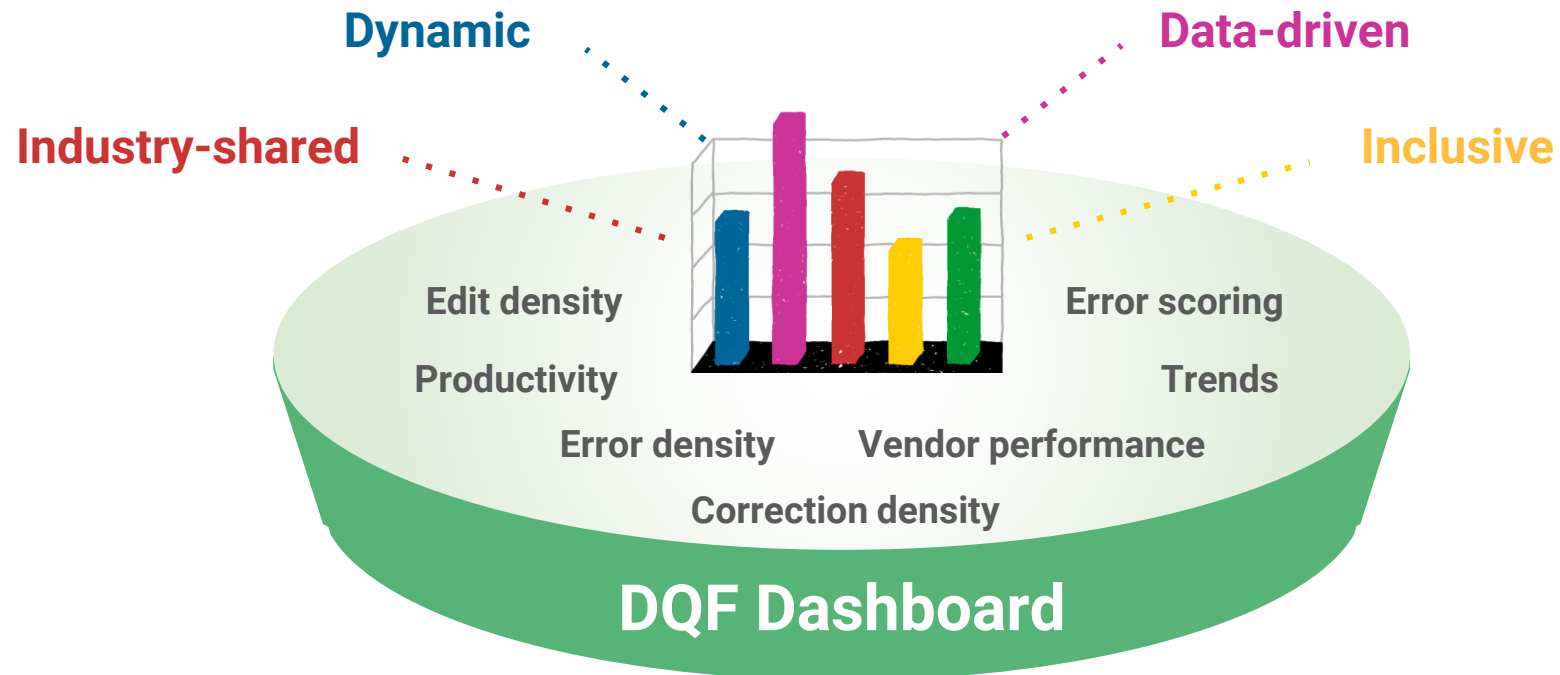 Dynamic
Data-driven
Industry-shared
Inclusive
Edit density
Error scoring
Productivity
Trends
Error density
Vendor performance
Correction density
DQF Dashboard